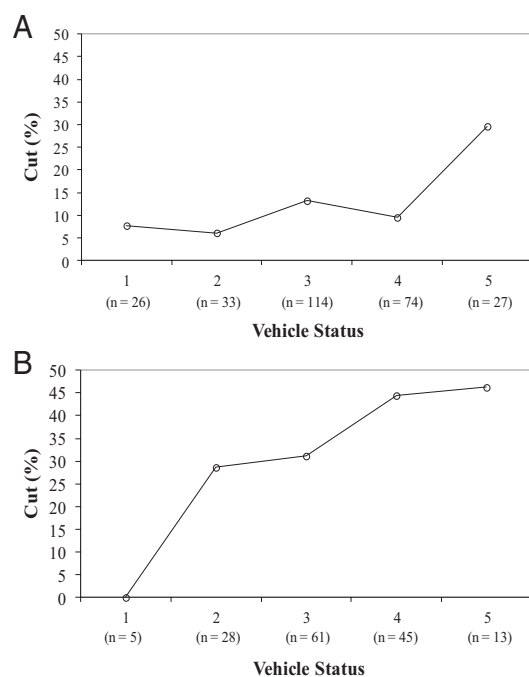 A
50
45
40
35
30
25
20
15
10
5
0
Cut (%)
1 2 3 4 5
(n = 26) (n = 33) (n = 114) (n = 74) (n = 27)
Vehicle Status
B
50
45
40
35
30
25
20
15
10
5
0
Cut (%)
1 2 3 4 5
(n = 5) (n = 28) (n = 61) (n = 45) (n = 13)
Vehicle Status